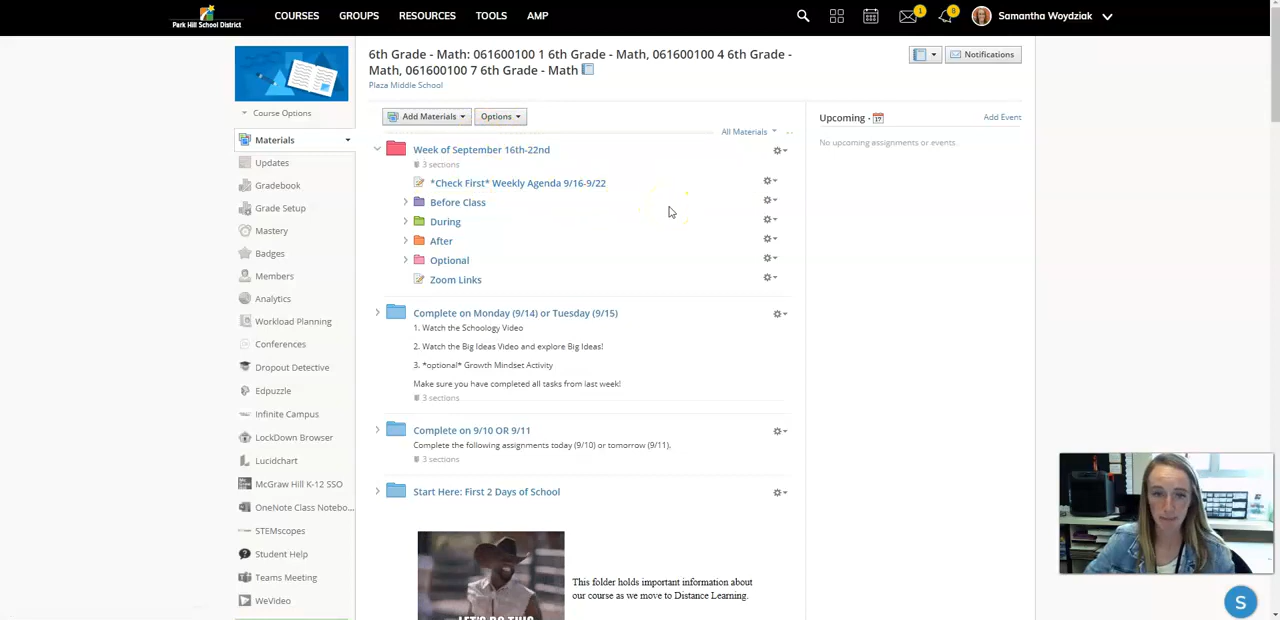 Park Hill School District
COURSES
GROUPS
RESOURCES
TOOLS
AMP
1
8
Samantha Woydziak
6th Grade - Math: 061600100 1 6th Grade - Math, 061600100 4 6th Grade -
Math, 061600100 7 6th Grade - Math
Plaza Middle School
Notifications
Course Options
Materials
Updates
Gradebook
Grade Setup
Mastery
Badges
Members
Analytics
Workload Planning
Conferences
Dropout Detective
Edpuzzle
Infinite Campus
LockDown Browser
Lucidchart
McGraw Hill K-12 SSO
OneNote Class Notebo...
STEMscopes
Student Help
Teams Meeting
WeVideo
Add Materials
Options
All Materials
Week of September 16th-22nd
3 sections
*Check First* Weekly Agenda 9/16-9/22
Before Class
During
After
Optional
Zoom Links
Complete on Monday (9/14) or Tuesday (9/15)
1. Watch the Schoology Video
2. Watch the Big Ideas Video and explore Big Ideas!
3. *optional* Growth Mindset Activity
Make sure you have completed all tasks from last week!
3 sections
Complete on 9/10 OR 9/11
Complete the following assignments today (9/10) or tomorrow (9/11).
3 sections
Start Here: First 2 Days of School
LET'S DO THIS
This folder holds important information about
our course as we move to Distance Learning.
Upcoming
Add Event
No upcoming assignments or events
S